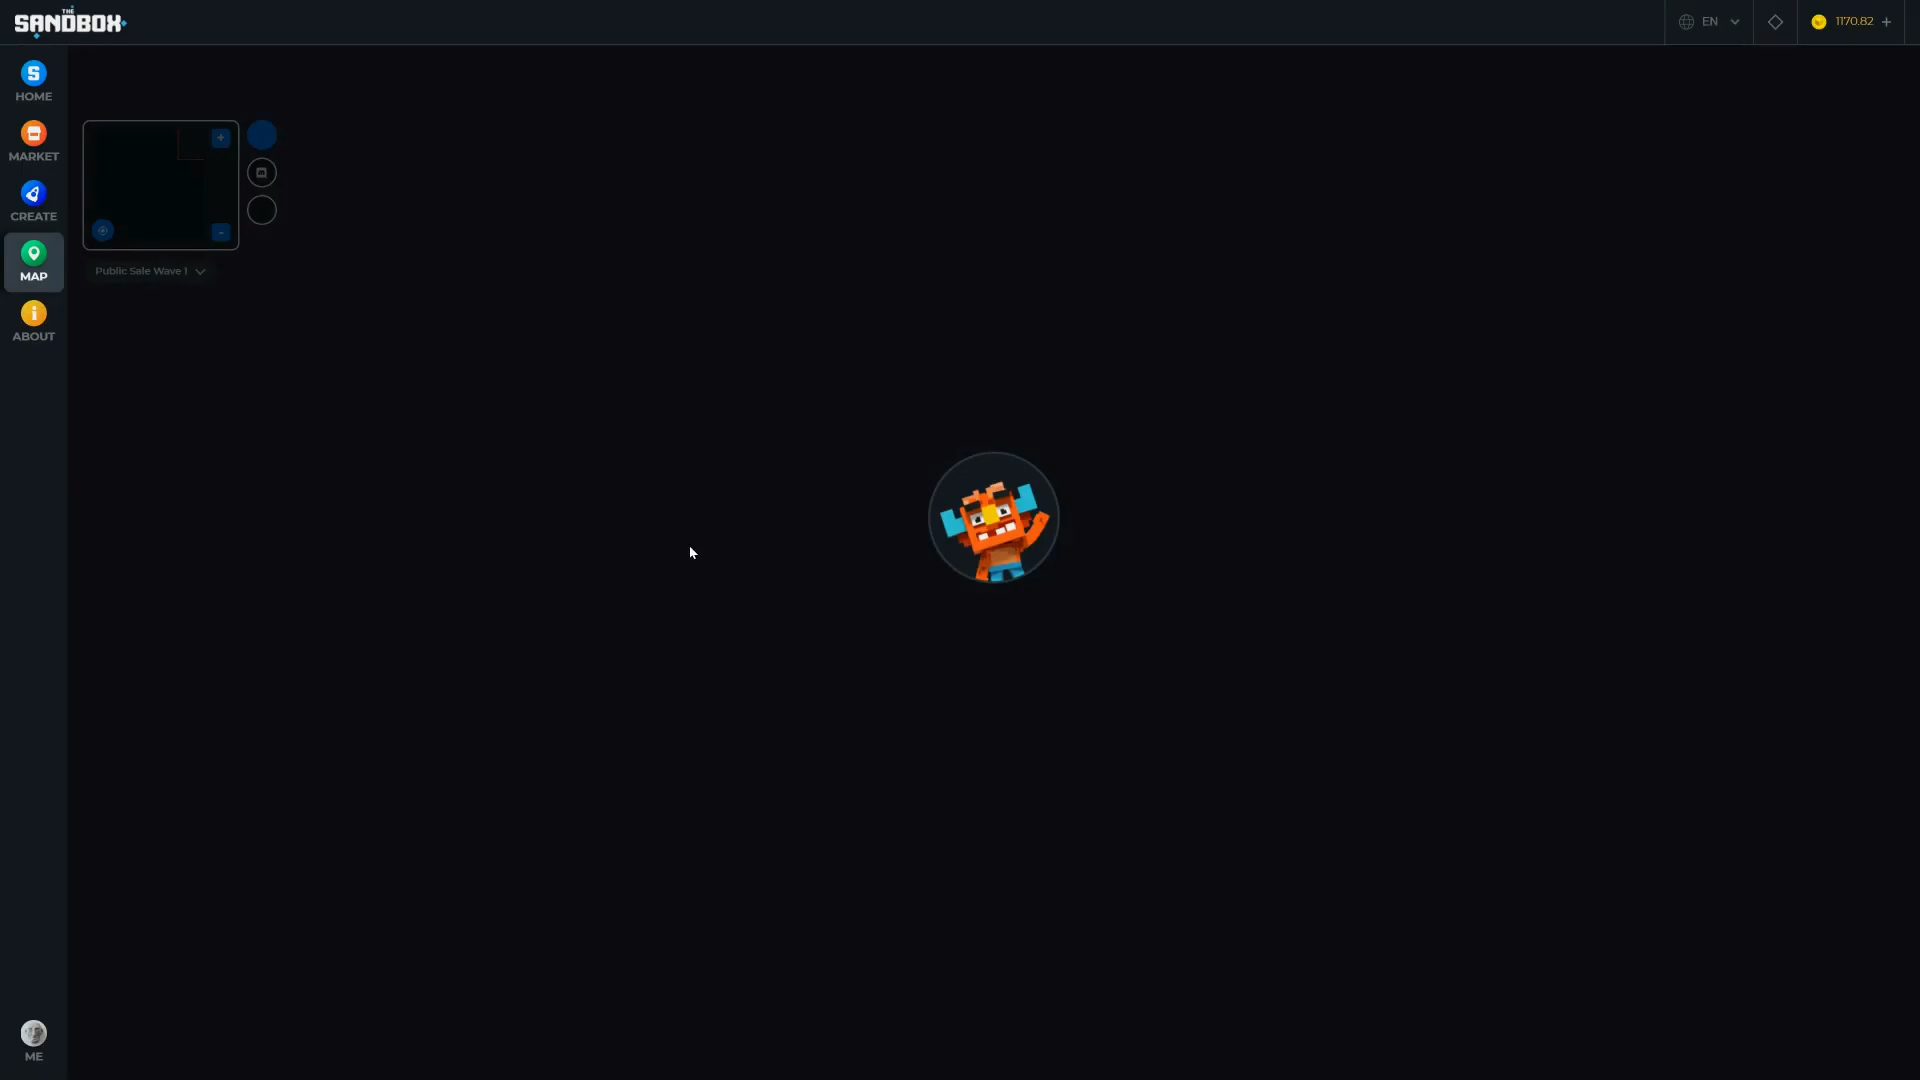 THE
SANDBOX
EN
1170.82 +
HOME
MARKET
CREATE
MAP
ABOUT
+
-
Public Sale Wave 1
ME